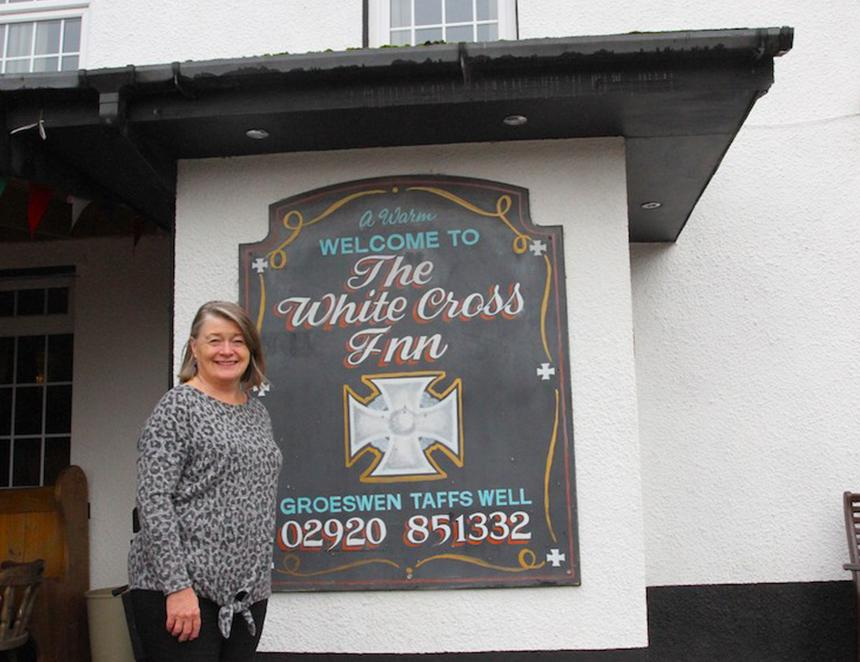 A Warm
WELCOME TO
The
White Cross
Inn
GROESWEN TAFFS WELL
02920 851332